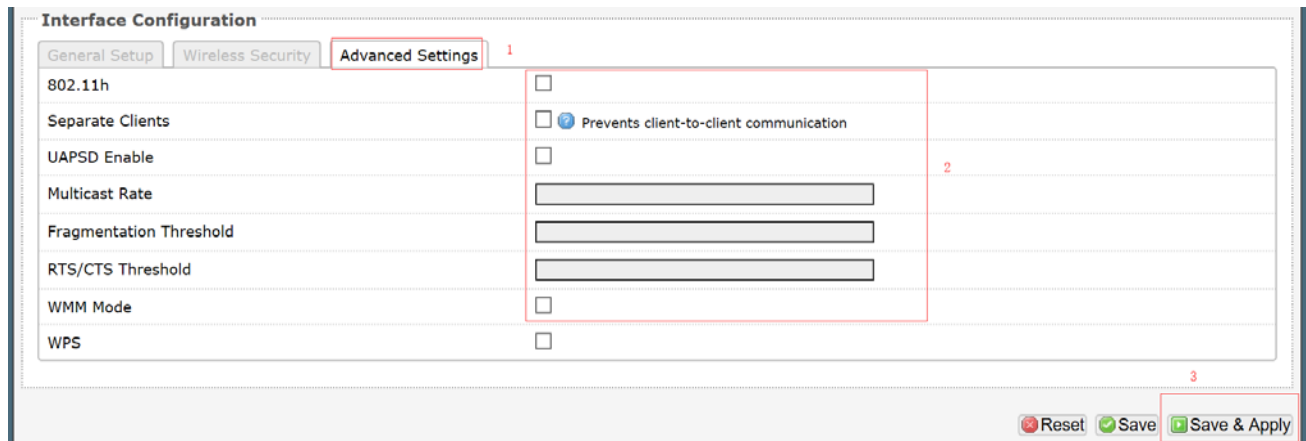 Interface Configuration
General Setup Wireless Security Advanced Settings 1
802.11h
Separate Clients ? Prevents client-to-client communication
UAPSD Enable
2
Multicast Rate
Fragmentation Threshold
RTS/CTS Threshold
WMM Mode
WPS
3
Reset Save Save & Apply